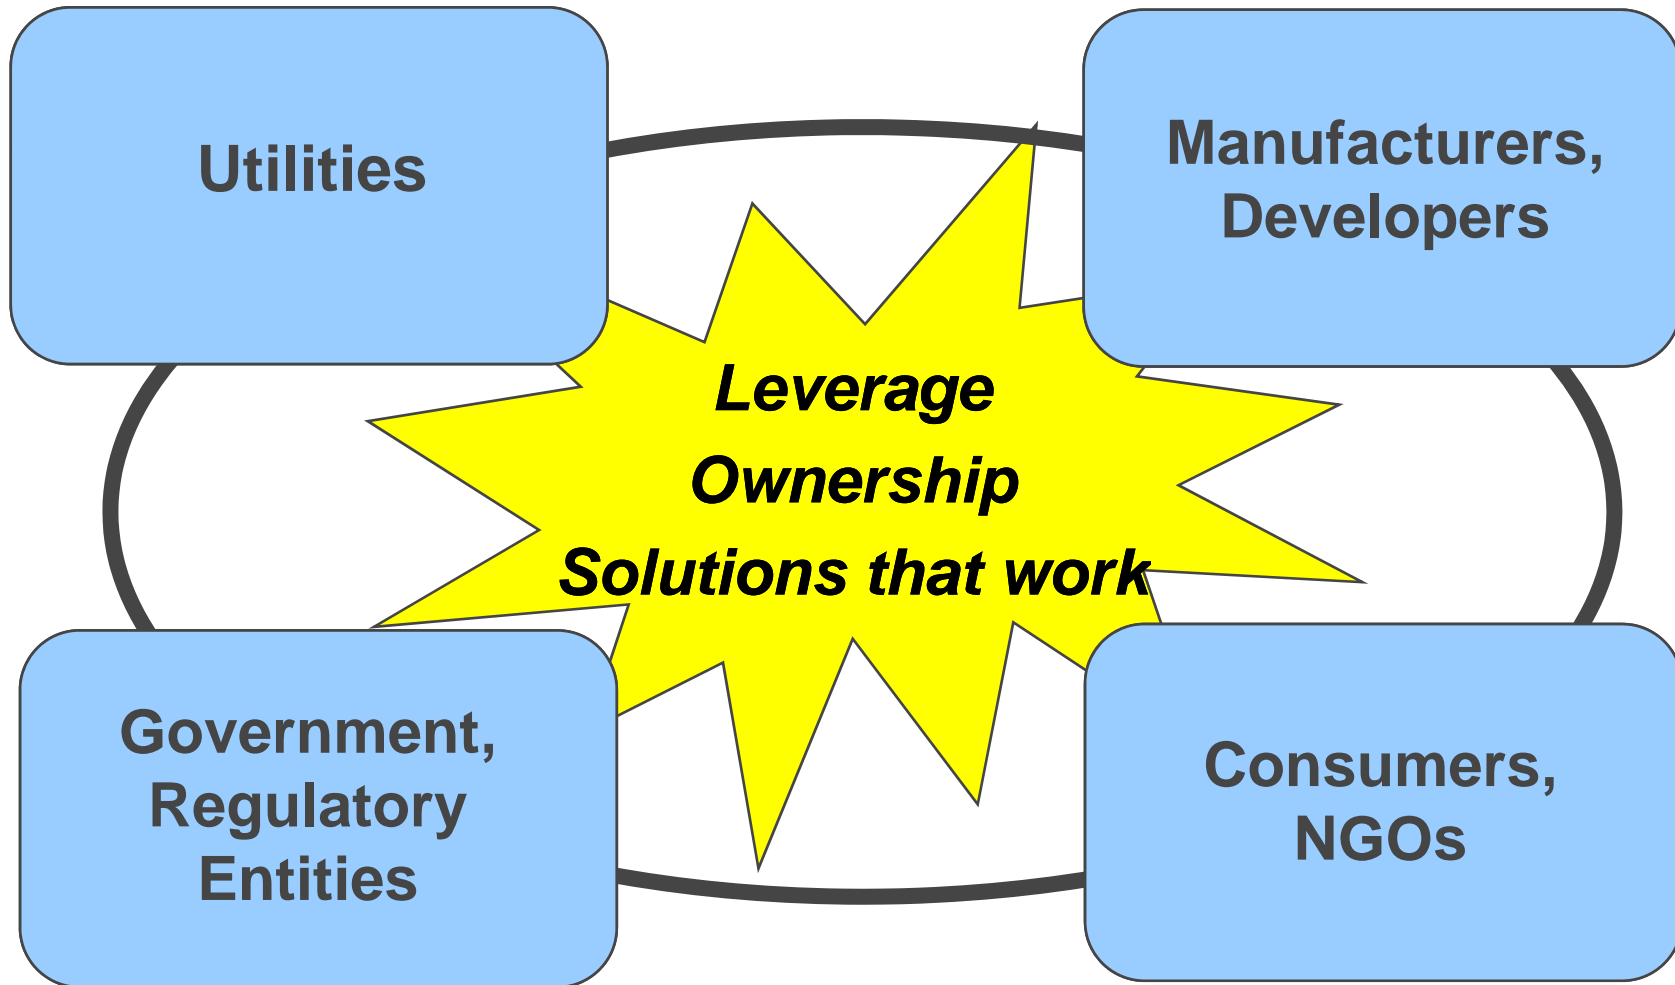 Utilities
Manufacturers,
Developers
Leverage
Ownership
Solutions that work
Government,
Regulatory
Entities
Consumers,
NGOs